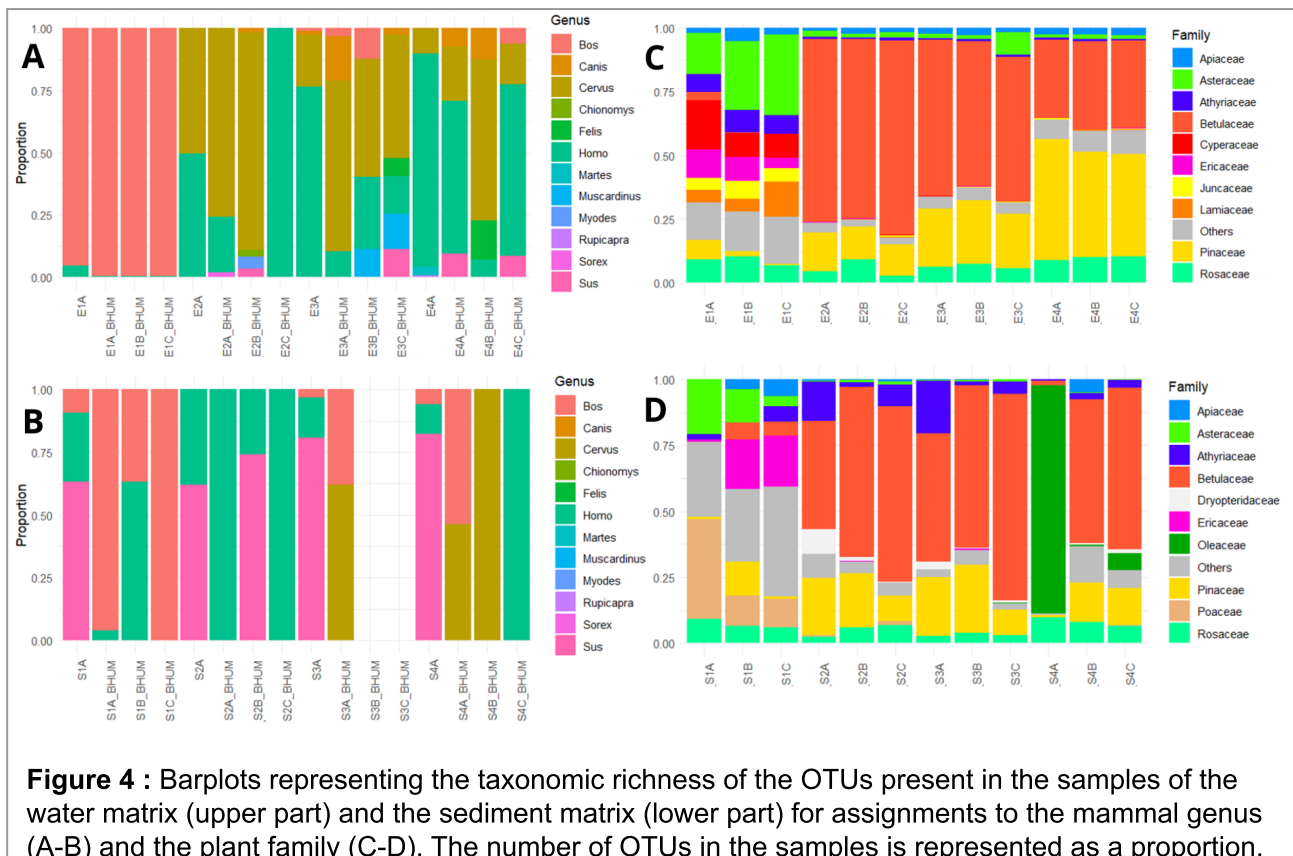 A
Proportion
1.00
0.75
0.50
0.25
0.00
E1A
E1A_BHUM
E1B_BHUM
E1C_BHUM
E2A
E2A_BHUM
E2B_BHUM
E2C_BHUM
E3A
E3A_BHUM
E3B_BHUM
E3C_BHUM
E4A
E4A_BHUM
E4B_BHUM
E4C_BHUM
Genus
Bos
Canis
Cervus
Chionomys
Felis
Homo
Martes
Muscardinus
Myodes
Rupicapra
Sorex
Sus
C
1.00
0.75
0.50
0.25
0.00
E1A
E1B
E1C
E2A
E2B
E2C
E3A
E3B
E3C
E4A
E4B
E4C
Family
Apiaceae
Asteraceae
Athyriaceae
Betulaceae
Cyperaceae
Ericaceae
Juncaceae
Lamiaceae
Others
Pinaceae
Rosaceae
B
Proportion
1.00
0.75
0.50
0.25
0.00
S1A
S1A_BHUM
S1B_BHUM
S1C_BHUM
S2A
S2A_BHUM
S2B_BHUM
S2C_BHUM
S3A
S3A_BHUM
S3B_BHUM
S3C_BHUM
S4A
S4A_BHUM
S4B_BHUM
S4C_BHUM
Genus
Bos
Canis
Cervus
Chionomys
Felis
Homo
Martes
Muscardinus
Myodes
Rupicapra
Sorex
Sus
D
1.00
0.75
0.50
0.25
0.00
S1A
S1B
S1C
S2A
S2B
S2C
S3A
S3B
S3C
S4A
S4B
S4C
Family
Apiaceae
Asteraceae
Athyriaceae
Betulaceae
Dryopteridaceae
Ericaceae
Oleaceae
Others
Pinaceae
Poaceae
Rosaceae
Figure 4 : Barplots representing the taxonomic richness of the OTUs present in the samples of the
water matrix (upper part) and the sediment matrix (lower part) for assignments to the mammal genus
(A-B) and the plant family (C-D). The number of OTUs in the samples is represented as a proportion.